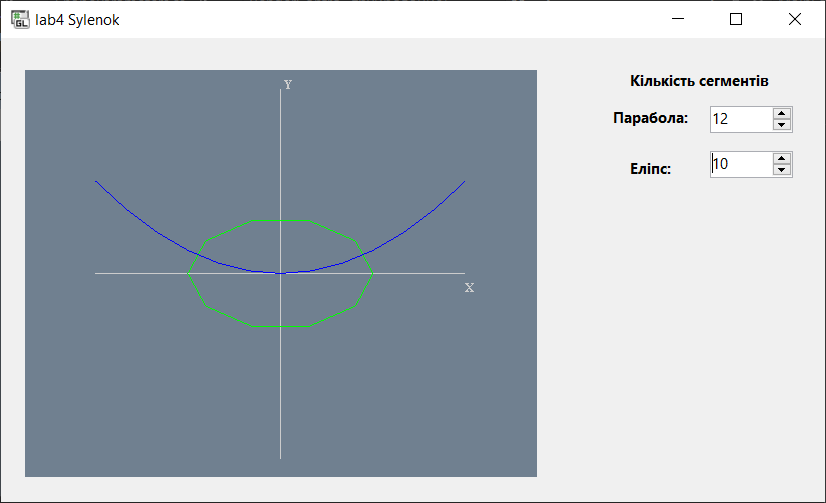 lab4 Sylenok
Y
X
Кількість сегментів
Парабола: 12
Еліпс: 10